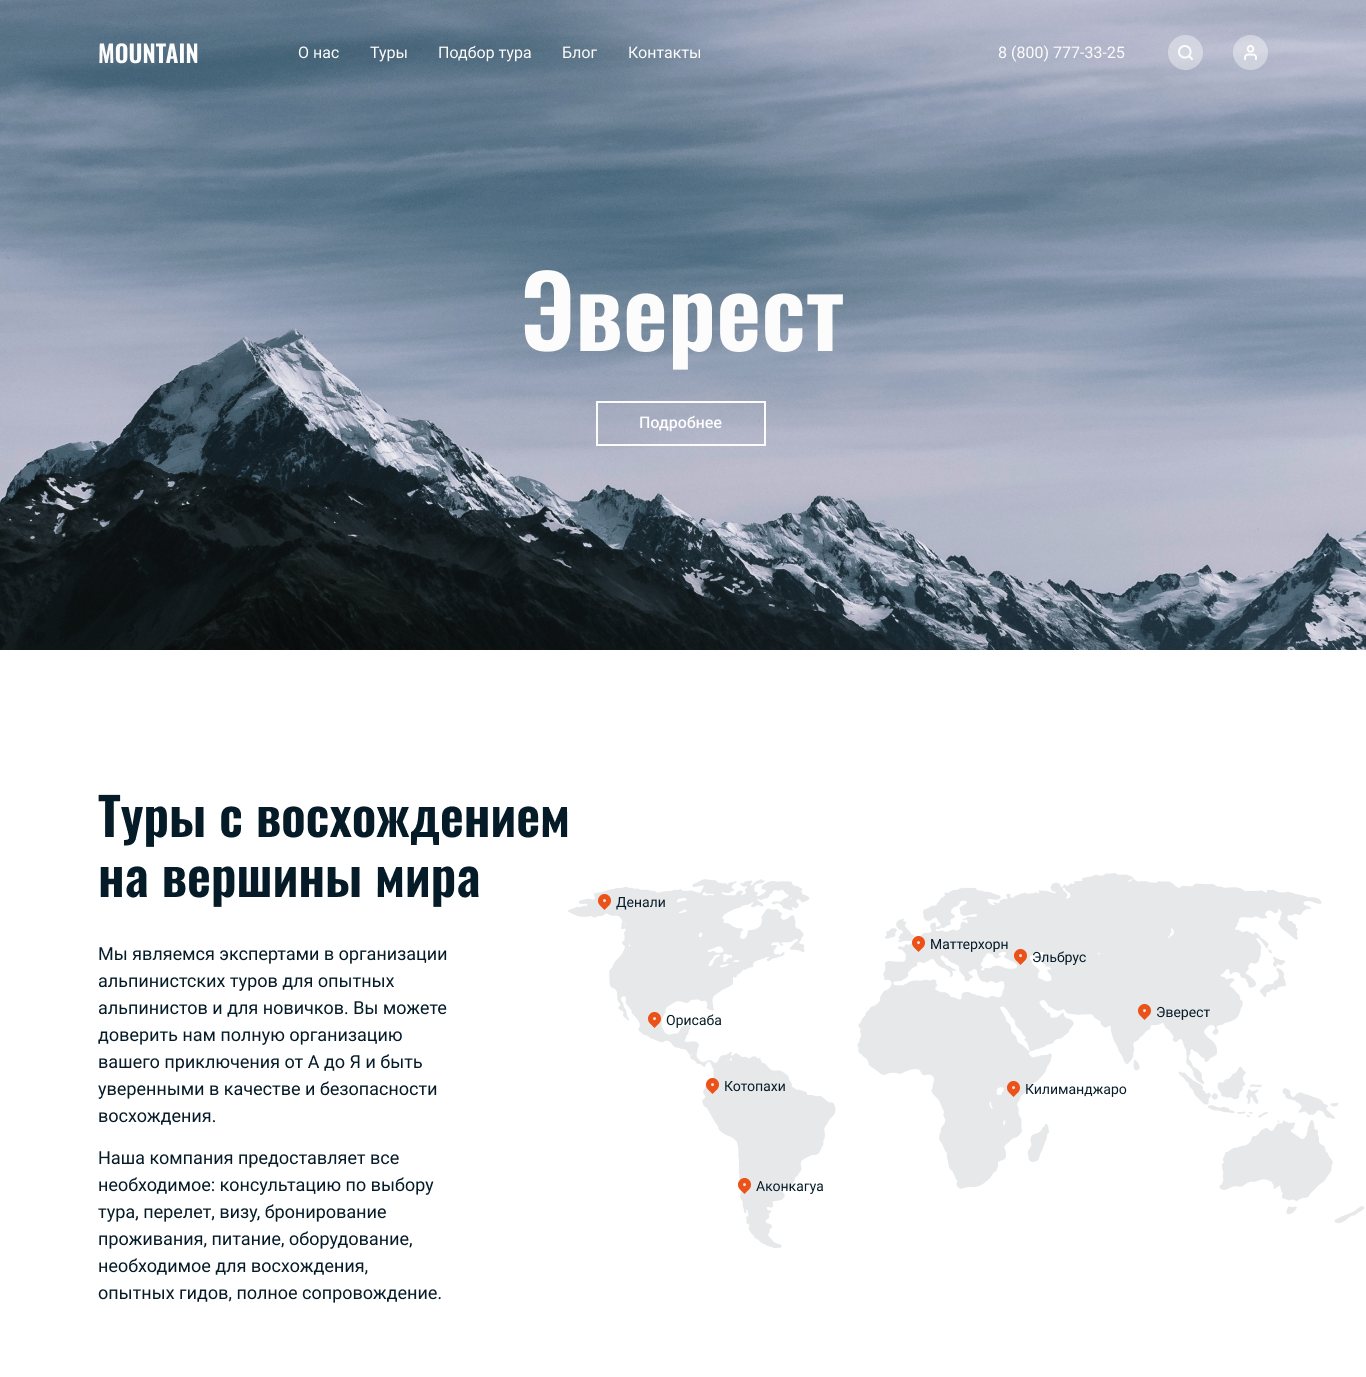 MOUNTAIN
О нас
Туры
Подбор тура
Блог
Контакты
8 (800) 777-33-25
Эверест
Подробнее
Туры с восхождением
на вершины мира
Мы являемся экспертами в организации
альпинистских туров для опытных
альпинистов и для новичков. Вы можете
доверить нам полную организацию
вашего приключения от А до Я и быть
уверенными в качестве и безопасности
восхождения.
Наша компания предоставляет все
необходимое: консультацию по выбору
тура, перелет, визу, бронирование
проживания, питание, оборудование,
необходимое для восхождения,
опытных гидов, полное сопровождение.
Денали
Маттерхорн
Эльбрус
Эверест
Орисаба
Котопахи
Килиманджаро
Аконкагуа